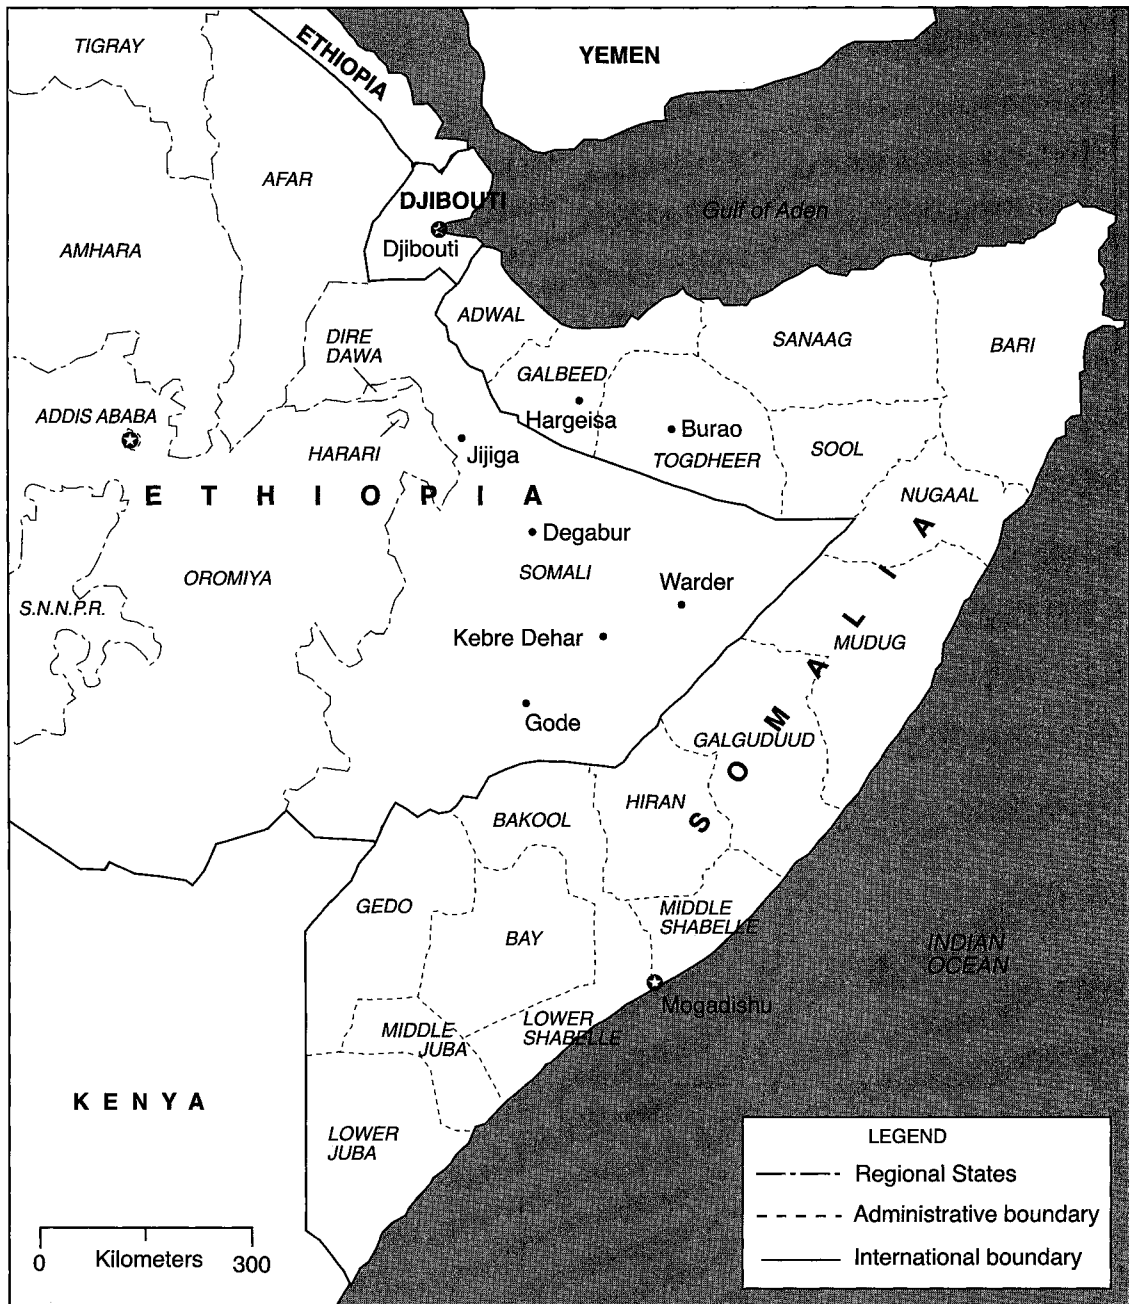 TIGRAY
ETHIOPIA
YEMEN
AFAR
DJIBOUTI
Gulf of Aden
AMHARA
Djibouti
ADWAL
DIRE
DAWA
SANAAG
BARI
GALBEED
ADDIS ABABA
Hargeisa
Burao
HARARI
Jijiga
TOGDHEER
SOOL
ETHIOPIA
NUGAAL
Degabur
OROMIYA
SOMALI
Warder
S.N.N.P.R.
Kebre Dehar
MUDUG
SOMALIA
Gode
GALGUDUUD
HIRAN
BAKOOL
GEDO
MIDDLE
SHABELLE
BAY
INDIAN
OCEAN
Mogadishu
LOWER
SHABELLE
MIDDLE
JUBA
KENYA
LOWER
JUBA
LEGEND
Regional States
Administrative boundary
International boundary
Kilometers
0 300